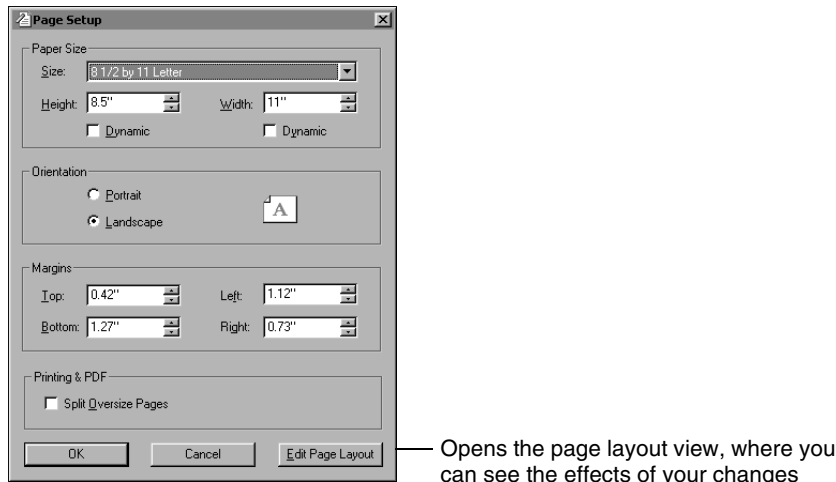 Page Setup
Paper Size
Size: 8 1/2 by 11 Letter
Height: 8.5" Width: 11"
Dynamic Dynamic
Orientation
Portrait
A
Landscape
Margins
Top: 0.42" Left: 1.12"
Bottom: 1.27" Right: 0.73"
Printing & PDF
Split Oversize Pages
OK Cancel Edit Page Layout
Opens the page layout view, where you
can see the effects of your changes